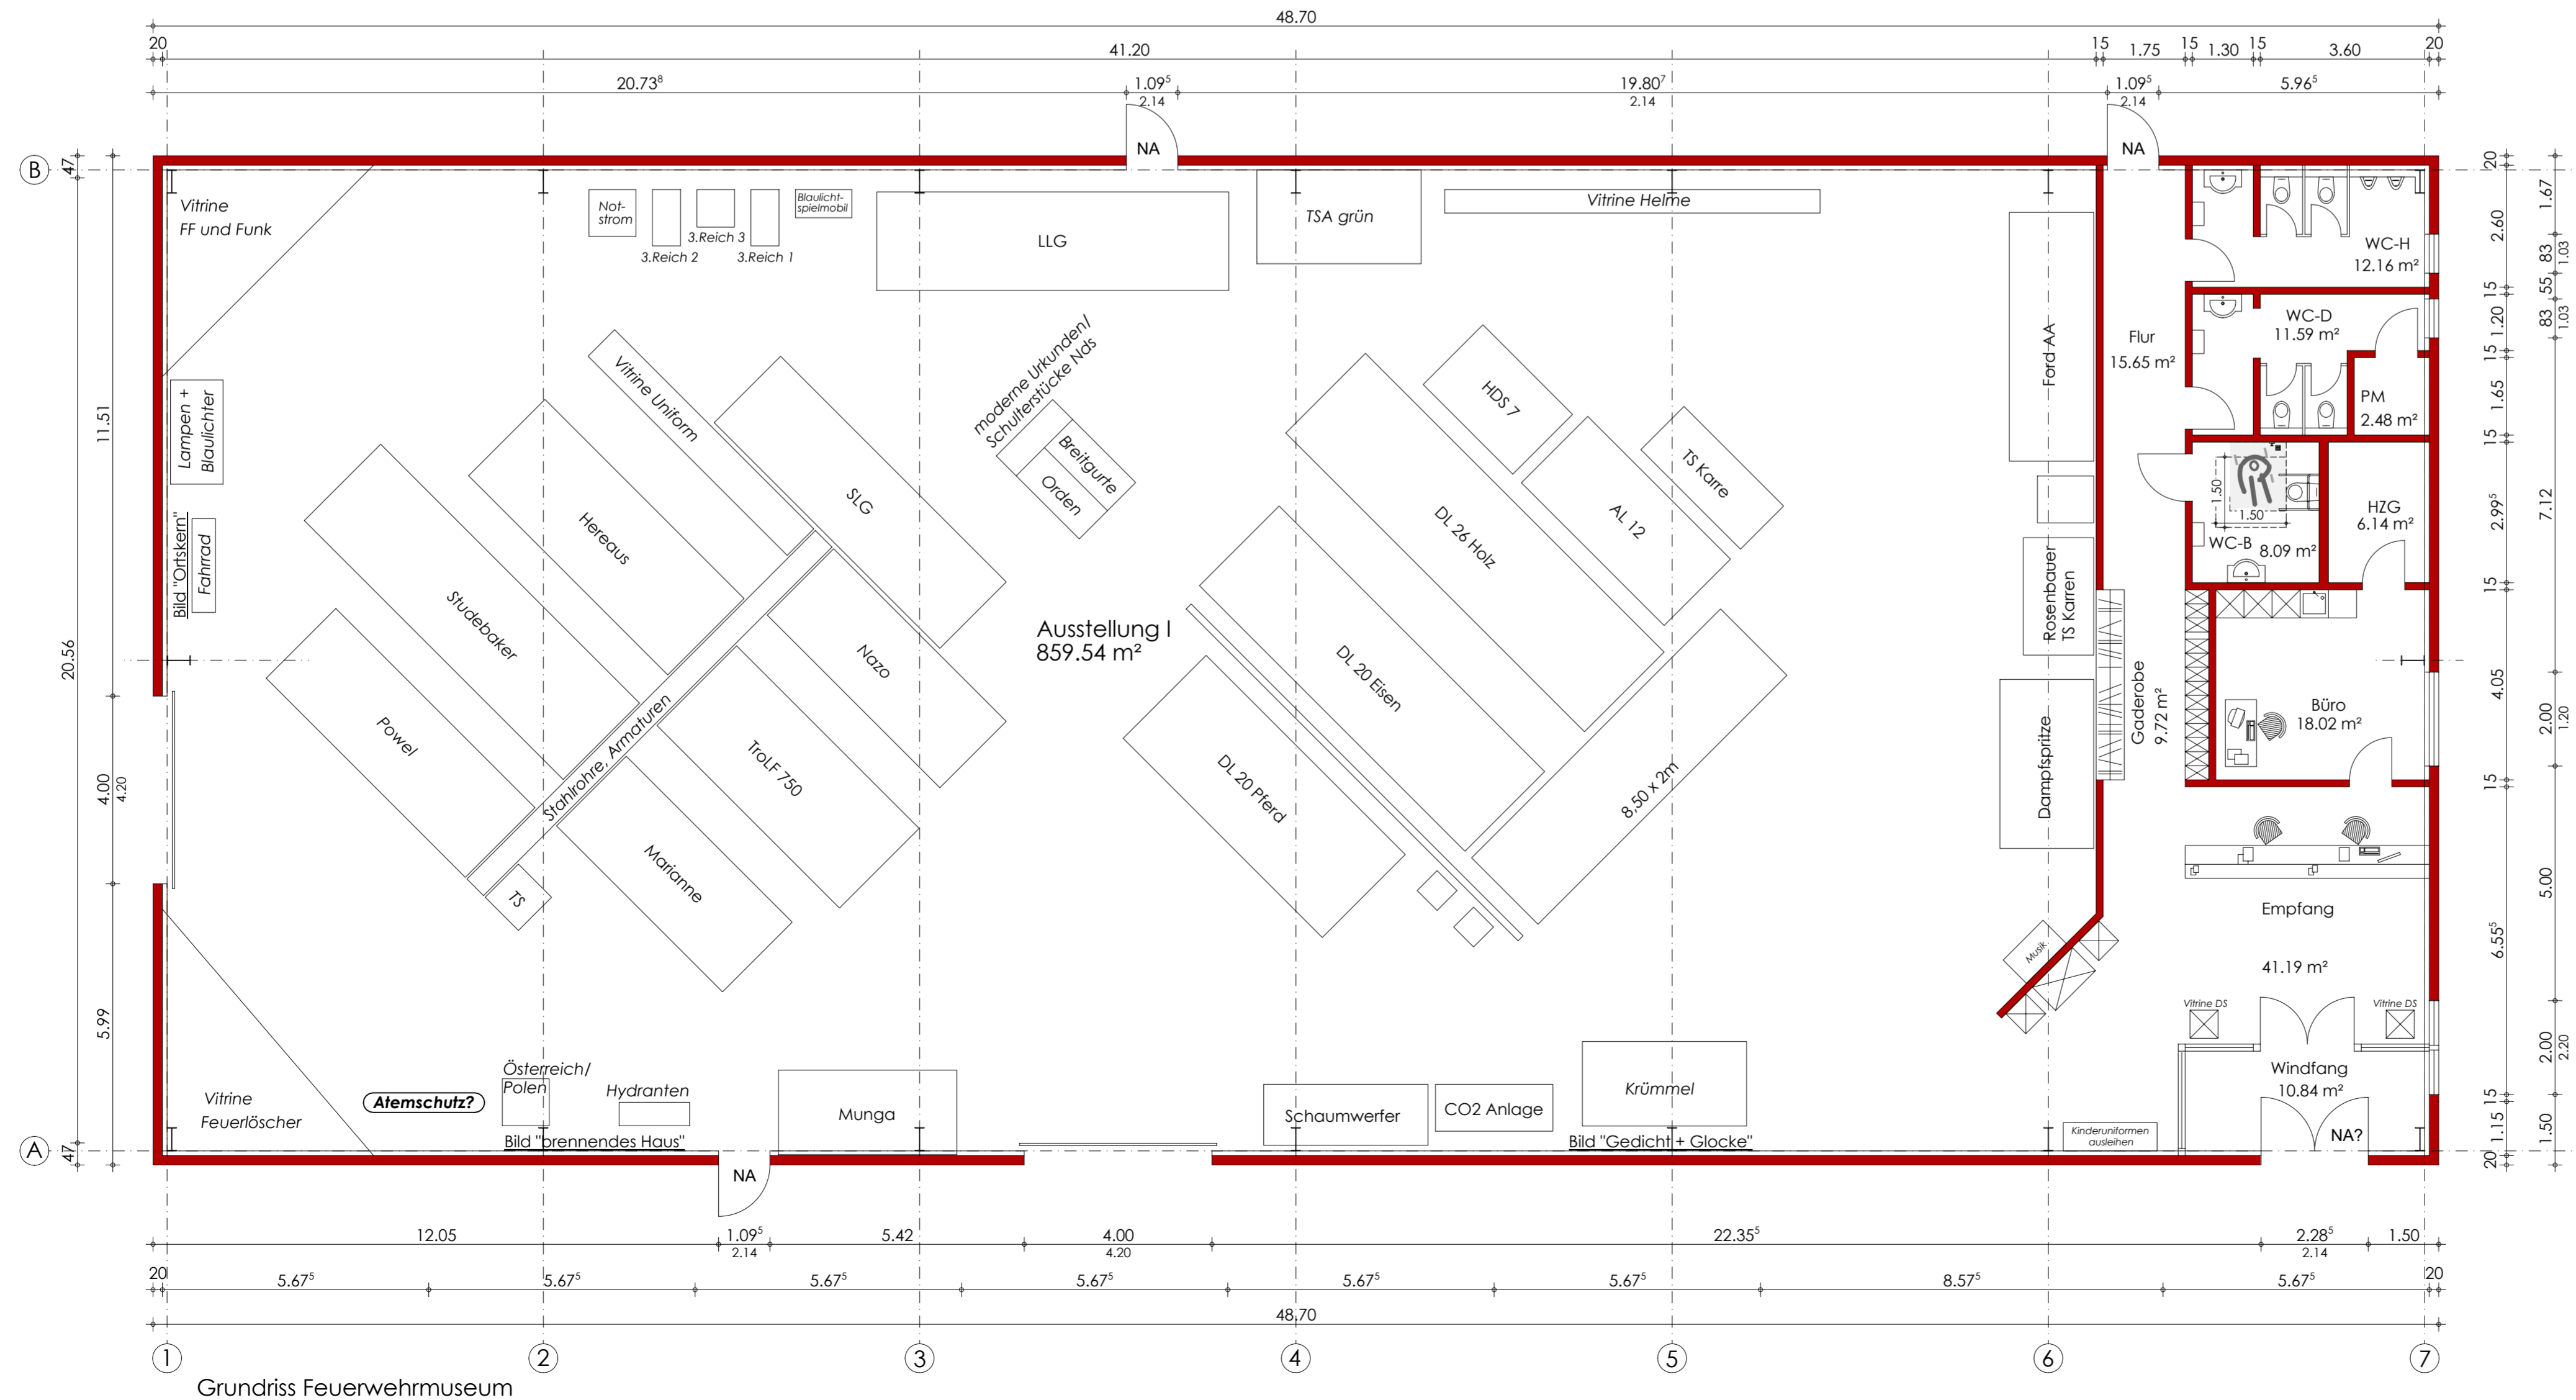 48.70
20 41.20 15 1.75 15 1.30 15 3.60 20
20.73⁸ 1.09⁵ 19.80⁷ 1.09⁵ 5.96⁵
2.14 2.14 2.14
NA NA
B
47
11.51
20.56
4.00
4.20
5.99
47
A
Vitrine
FF und Funk
Not-
strom
3.Reich 2
3.Reich 3
3.Reich 1
Blaulicht-
spielmobil
LLG
TSA grün
Vitrine Helme
Lampen +
Blaulichter
Bild "Ortskern"
Fahrrad
Vitrine Uniform
SLG
Hereaus
Studebaker
Powel
Stahlrohre, Armaturen
Nazo
TroLF 750
Marianne
TS
moderne Urkunden/
Schulterstücke Nds
Breitgurte
Orden
Ausstellung I
859.54 m²
HDS 7
AL 12
TS Karre
DL 26 Holz
DL 20 Eisen
DL 20 Pferd
8,50 x 2m
Ford AA
Rosenbauer
TS Karren
Dampfspritze
Musik
Flur
15.65 m²
Gaderobe
9.72 m²
WC-H
12.16 m²
WC-D
11.59 m²
PM
2.48 m²
1.50
1.50
WC-B 8.09 m²
HZG
6.14 m²
Büro
18.02 m²
Empfang
41.19 m²
Vitrine DS
Vitrine DS
Windfang
10.84 m²
NA?
Kinderuniformen
ausleihen
Vitrine
Feuerlöscher
Atemschutz?
Österreich/
Polen
Hydranten
Bild "brennendes Haus"
Munga
Schaumwerfer
CO2 Anlage
Krümmel
Bild "Gedicht + Glocke"
NA
20
2.60
15
1.20
15
1.65
15
2.99⁵
15
4.05
15
6.55⁵
15
1.15
20
1.67
83
1.03
55
83
1.03
7.12
2.00
1.20
5.00
2.00
2.20
1.50
12.05 1.09⁵ 5.42 4.00 22.35⁵ 2.28⁵ 1.50
2.14 4.20 2.14
20 5.67⁵ 5.67⁵ 5.67⁵ 5.67⁵ 5.67⁵ 5.67⁵ 8.57⁵ 5.67⁵ 20
48.70
1 2 3 4 5 6 7
Grundriss Feuerwehrmuseum